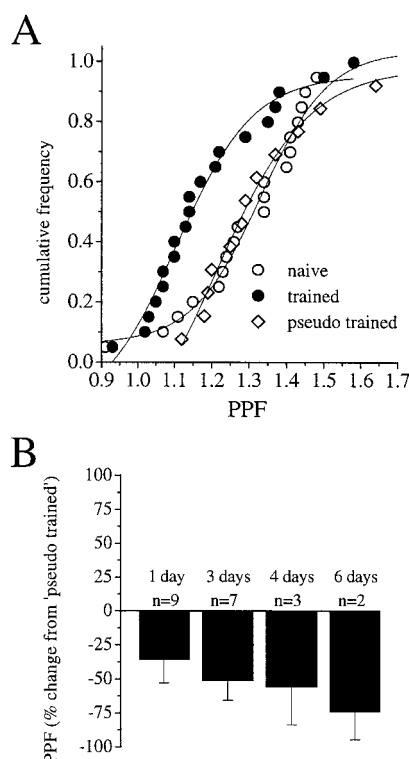 A
cumulative frequency
1.0
0.8
0.6
0.4
0.2
0.0
naive
trained
pseudo trained
0.9 1.0 1.1 1.2 1.3 1.4 1.5 1.6 1.7
PPF
B
PPF (% change from 'pseudo trained')
100
75
50
25
0
-25
-50
-75
-100
1 day 3 days 4 days 6 days
n=9 n=7 n=3 n=2